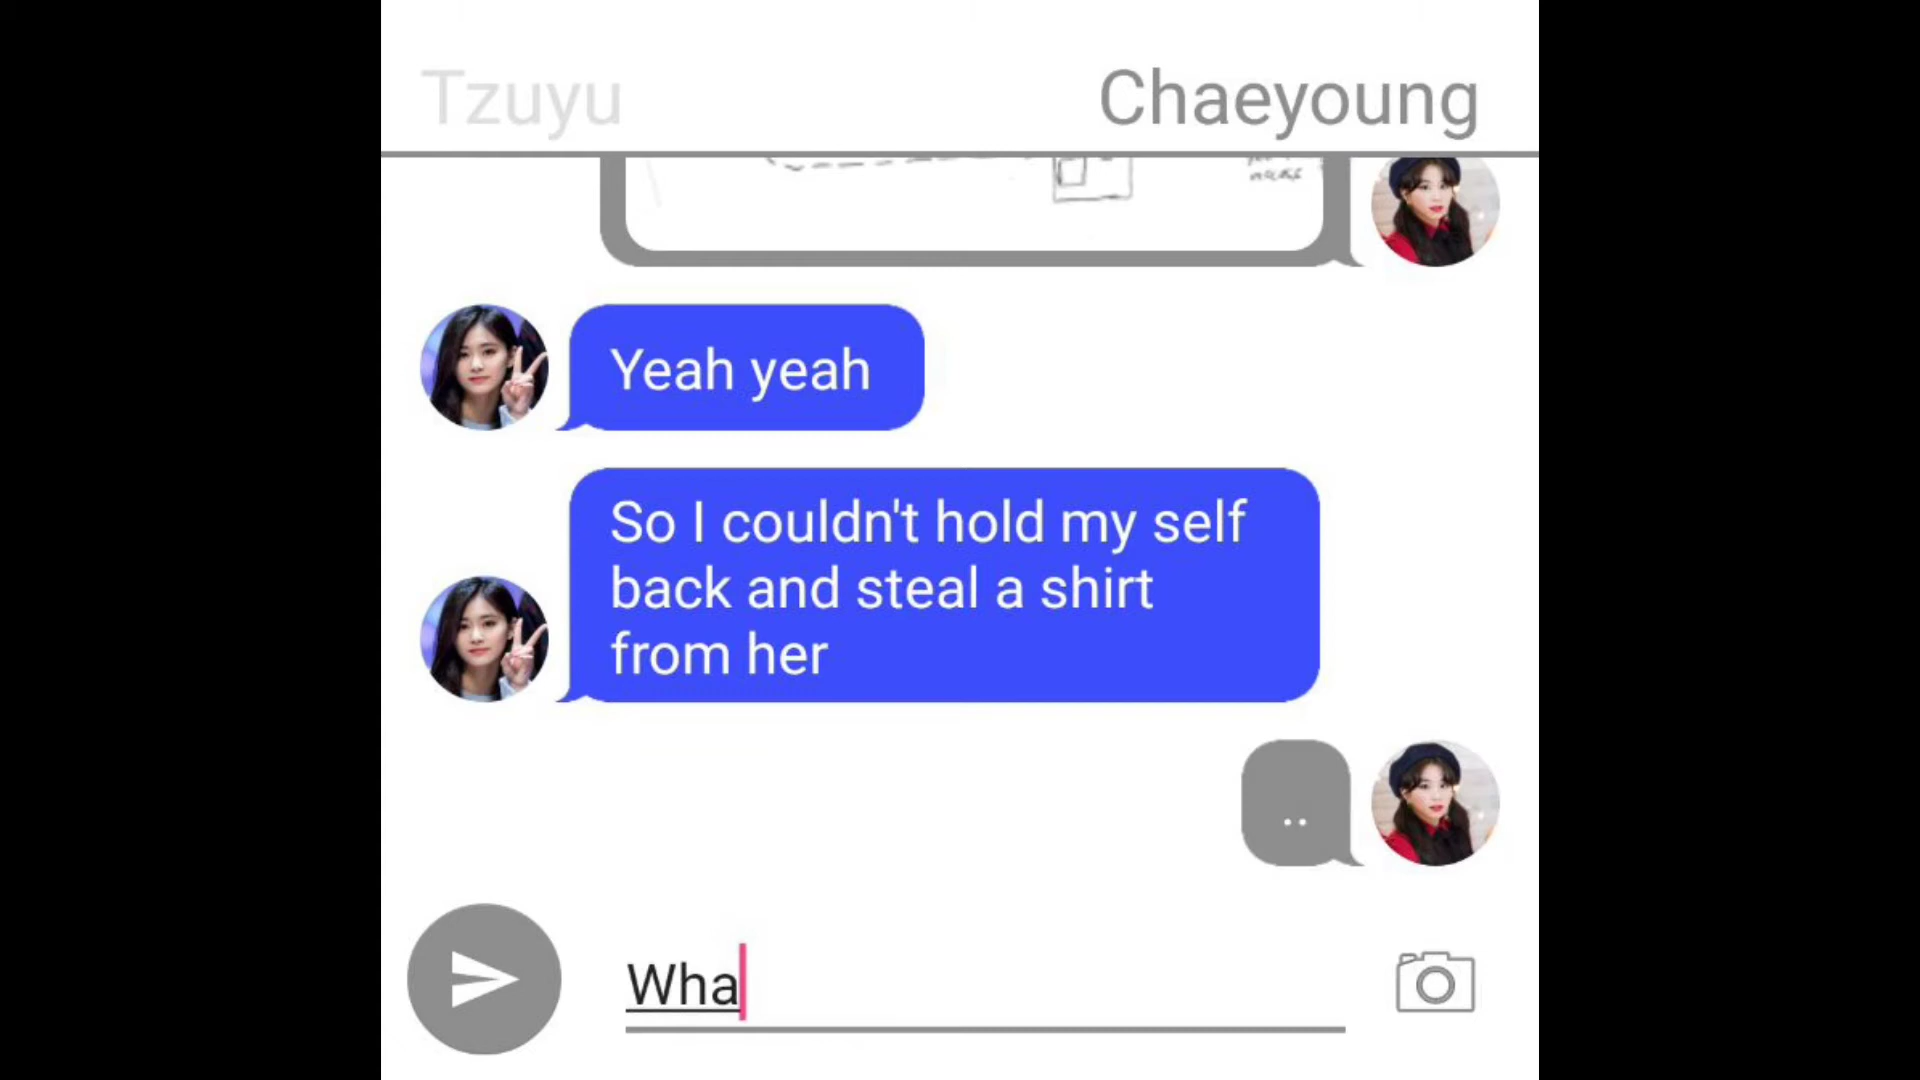 Tzuyu
Chaeyoung
Yeah yeah
So I couldn't hold my self
back and steal a shirt
from her
..
Wha